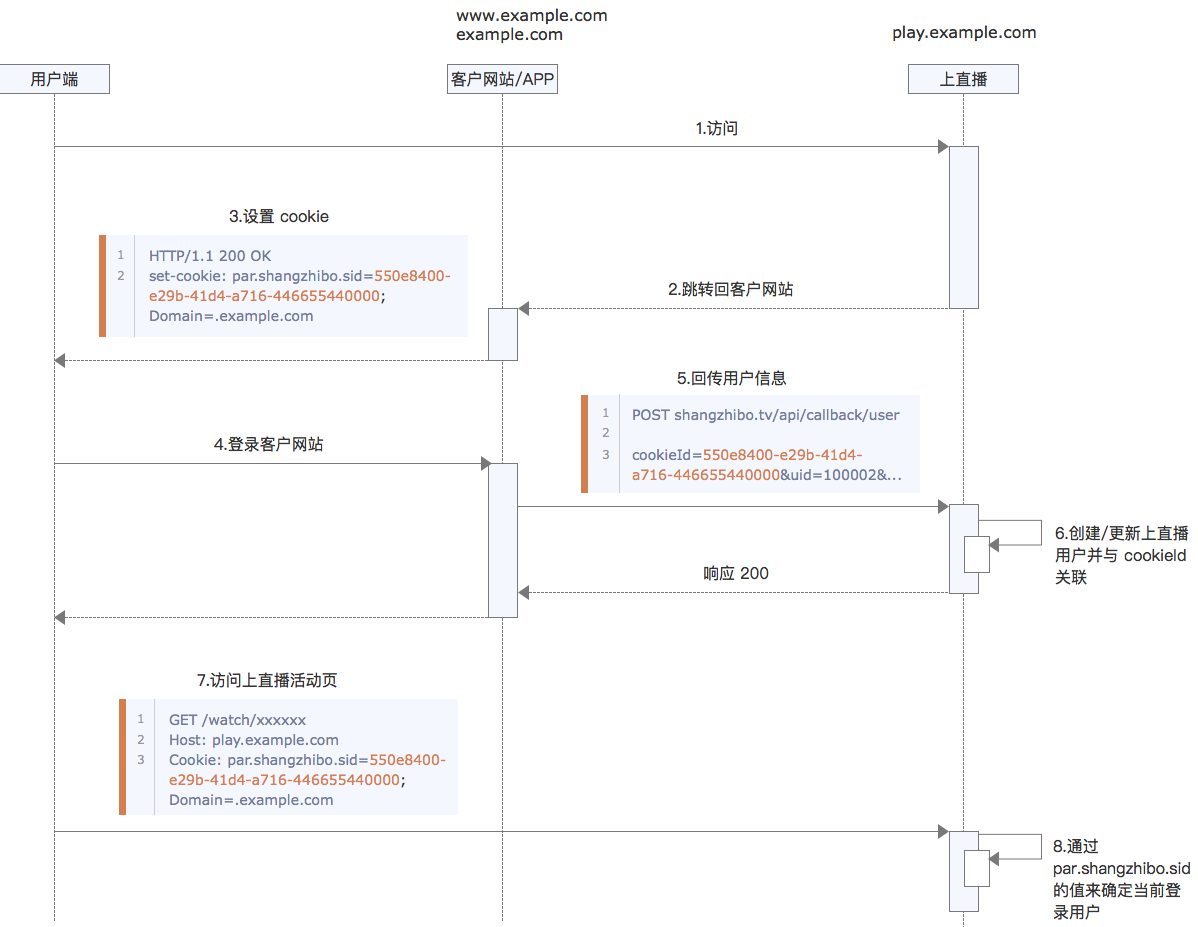 www.example.com
example.com
play.example.com
用户端
客户网站/APP
上直播
1.访问
3.设置 cookie
1 HTTP/1.1 200 OK
2 set-cookie: par.shangzhibo.sid=550e8400-
e29b-41d4-a716-446655440000;
Domain=.example.com
2.跳转回客户网站
5.回传用户信息
1 POST shangzhibo.tv/api/callback/user
2
3 cookieId=550e8400-e29b-41d4-
a716-446655440000&uid=100002&...
4.登录客户网站
6.创建/更新上直播
用户并与 cookieId
关联
响应 200
7.访问上直播活动页
1 GET /watch/xxxxxx
2 Host: play.example.com
3 Cookie: par.shangzhibo.sid=550e8400-
e29b-41d4-a716-446655440000;
Domain=.example.com
8.通过
par.shangzhibo.sid
的值来确定当前登
录用户